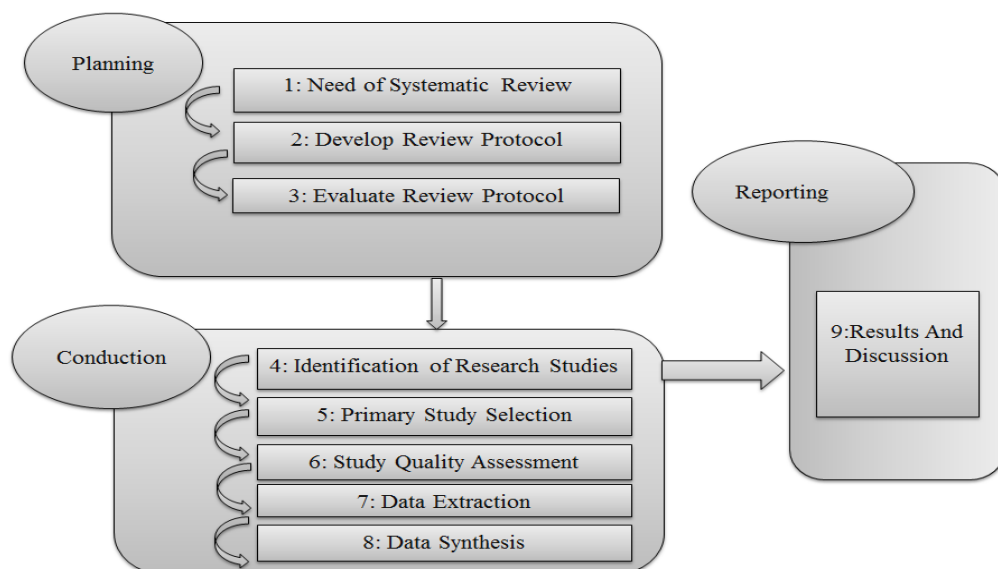 Planning
1: Need of Systematic Review
2: Develop Review Protocol
3: Evaluate Review Protocol
Reporting
9:Results And
Discussion
Conduction
4: Identification of Research Studies
5: Primary Study Selection
6: Study Quality Assessment
7: Data Extraction
8: Data Synthesis